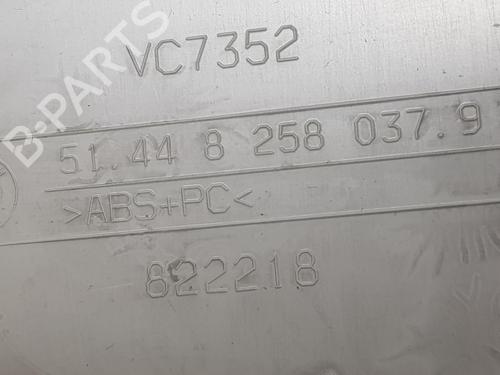 VC7352
B-PARTS
51.44 8 258 037.9
>ABS+PC<
822218